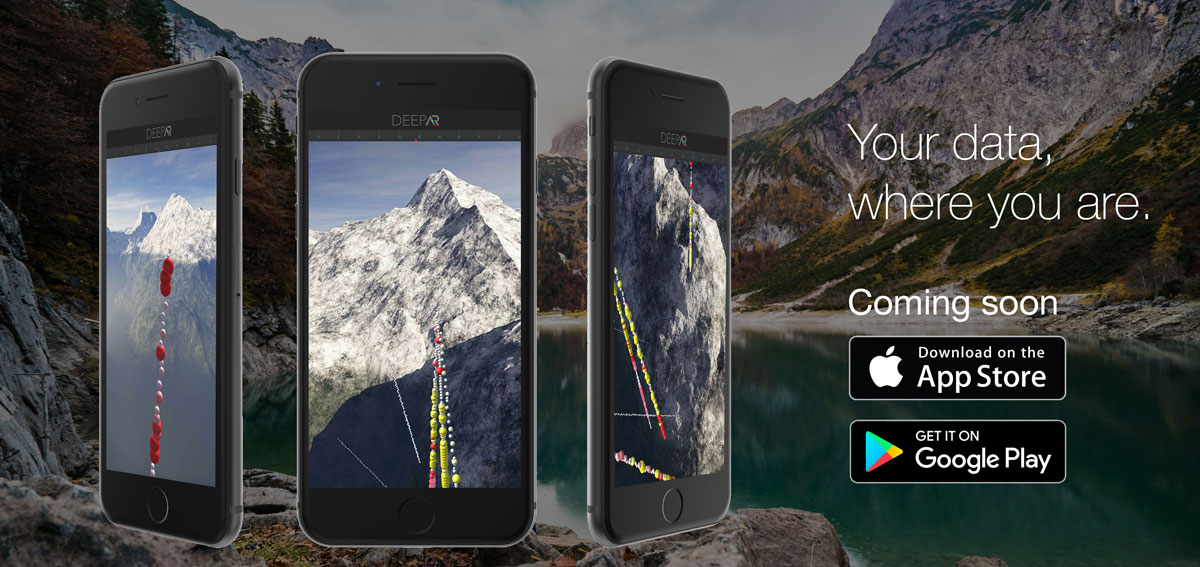 DEEPAR
DEEPAR
DEEPAR
Your data,
where you are.
Coming soon
Download on the
App Store
GET IT ON
Google Play